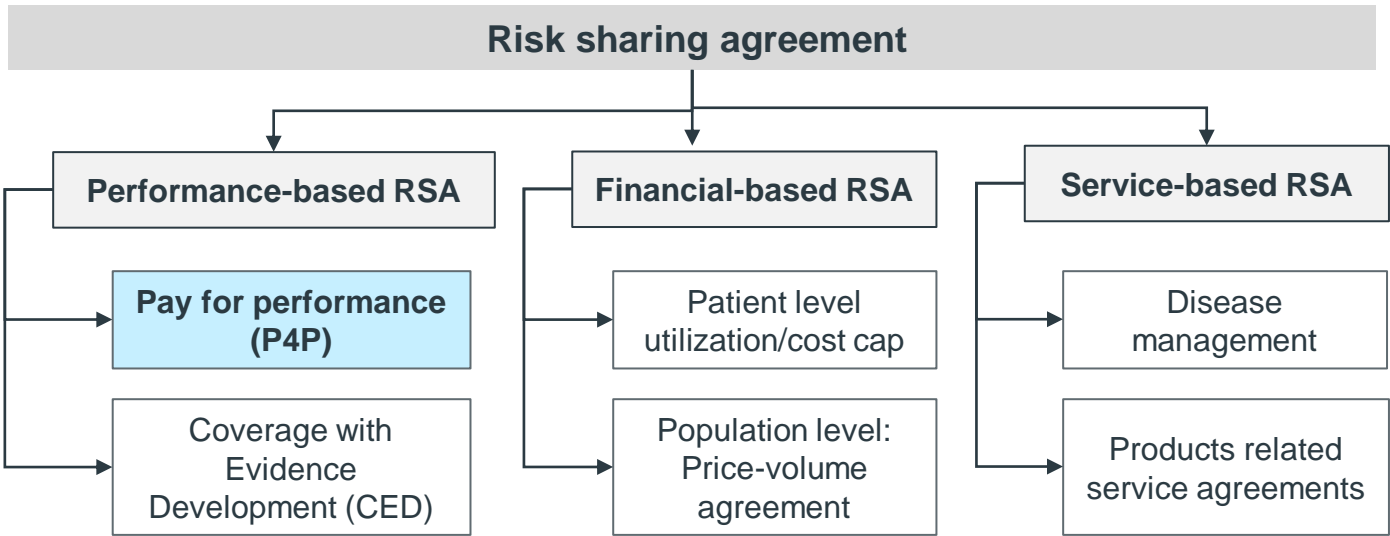 Risk sharing agreement
Performance-based RSA
Financial-based RSA
Service-based RSA
Pay for performance
(P4P)
Patient level
utilization/cost cap
Disease
management
Coverage with
Evidence
Development (CED)
Population level:
Price-volume
agreement
Products related
service agreements